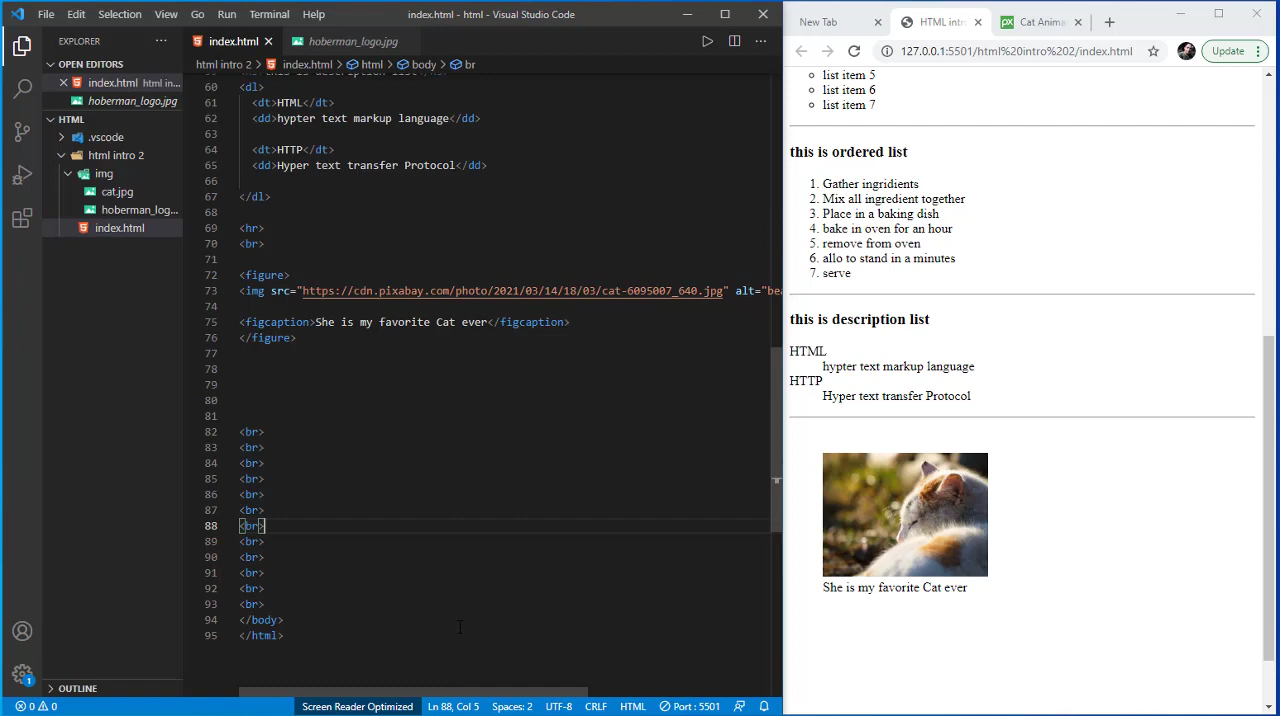 File Edit Selection View Go Run Terminal Help index.html - html - Visual Studio Code
EXPLORER
OPEN EDITORS
index.html html in...
hoberman_logo.jpg
HTML
.vscode
html intro 2
img
cat.jpg
hoberman_log...
index.html
OUTLINE
index.html hoberman_logo.jpg
html intro 2 > index.html > html > body > br
60 <dl>
61 <dt>HTML</dt>
62 <dd>hypter text markup language</dd>
63
64 <dt>HTTP</dt>
65 <dd>Hyper text transfer Protocol</dd>
66
67 </dl>
68
69 <hr>
70 <br>
71
72 <figure>
73 <img src="https://cdn.pixabay.com/photo/2021/03/14/18/03/cat-6095007_640.jpg" alt="bea
74
75 <figcaption>She is my favorite Cat ever</figcaption>
76 </figure>
77
78
79
80
81
82 <br>
83 <br>
84 <br>
85 <br>
86 <br>
87 <br>
88 <br>
89 <br>
90 <br>
91 <br>
92 <br>
93 <br>
94 </body>
95 </html>
1
0 0 Screen Reader Optimized Ln 88, Col 5 Spaces: 2 UTF-8 CRLF HTML Port : 5501
New Tab HTML intr Cat Anima
127.0.0.1:5501/html%20intro%202/index.html Update
list item 5
list item 6
list item 7
this is ordered list
1. Gather ingridients
2. Mix all ingredient together
3. Place in a baking dish
4. bake in oven for an hour
5. remove from oven
6. allo to stand in a minutes
7. serve
this is description list
HTML
hypter text markup language
HTTP
Hyper text transfer Protocol
She is my favorite Cat ever